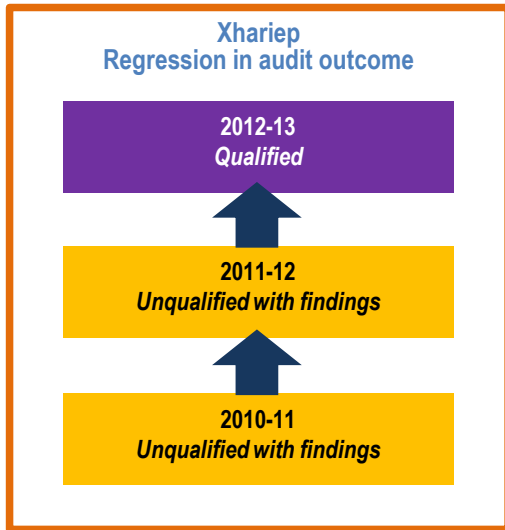 Xhariep
Regression in audit outcome
2012-13
Qualified
2011-12
Unqualified with findings
2010-11
Unqualified with findings